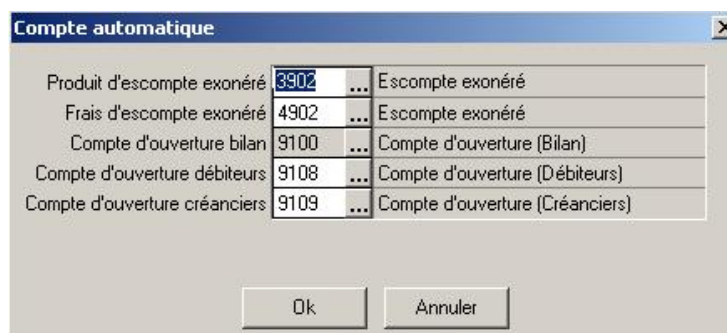 Compte automatique
Produit d'escompte exonéré 3902 ... Escompte exonéré
Frais d'escompte exonéré 4902 ... Escompte exonéré
Compte d'ouverture bilan 9100 ... Compte d'ouverture (Bilan)
Compte d'ouverture débiteurs 9108 ... Compte d'ouverture (Débiteurs)
Compte d'ouverture créanciers 9109 ... Compte d'ouverture (Créanciers)
Ok Annuler